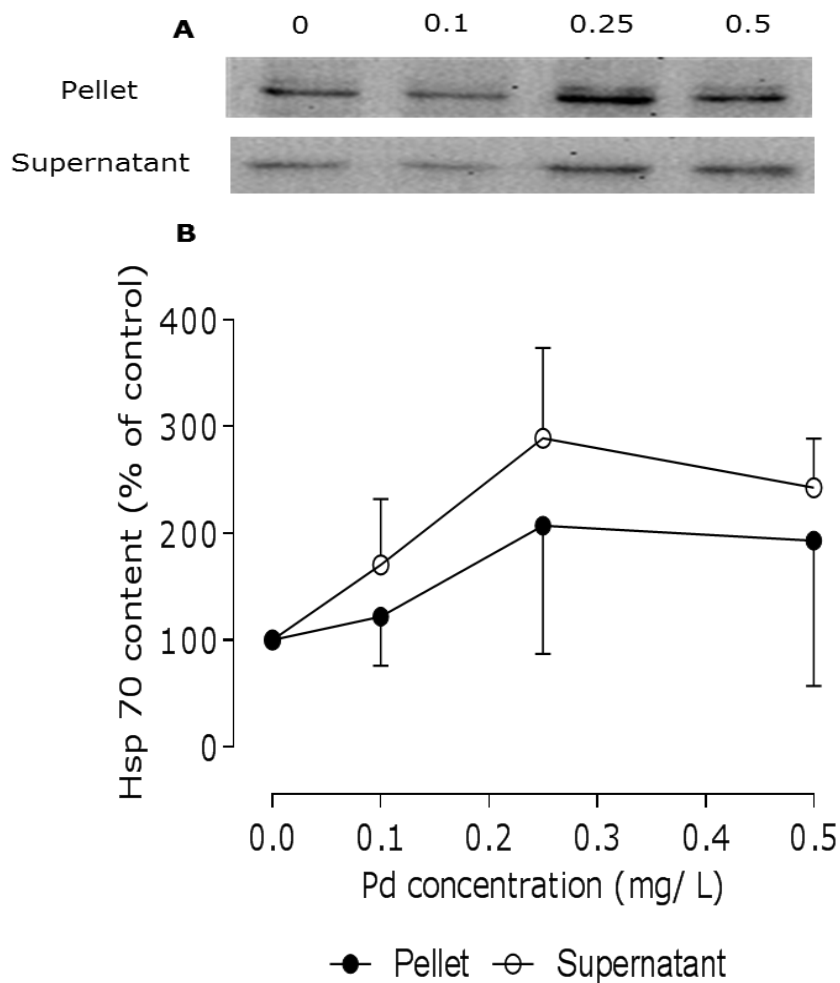 A 0 0.1 0.25 0.5
Pellet
Supernatant
B
Hsp 70 content (% of control)
400
300
200
100
0
0.0 0.1 0.2 0.3 0.4 0.5
Pd concentration (mg/ L)
Pellet Supernatant